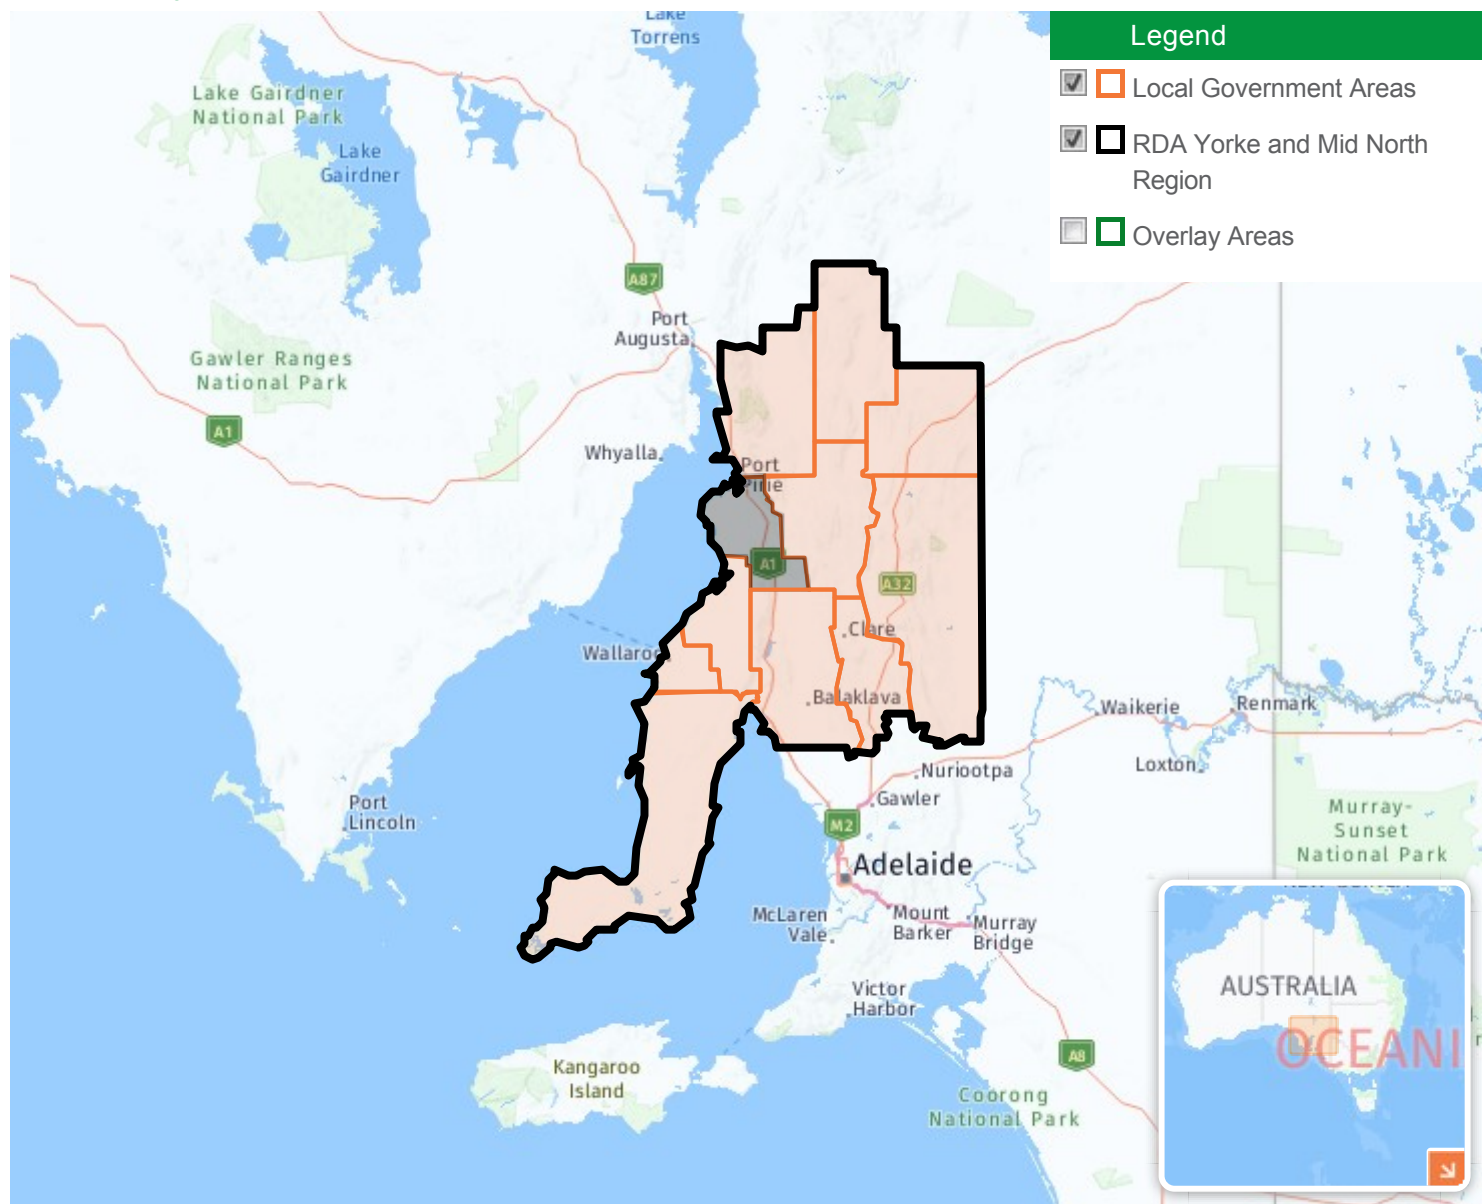 Lake
Torrens
Legend
Local Government Areas
RDA Yorke and Mid North
Region
Overlay Areas
Lake Gairdner
National Park
Lake
Gairdner
A87
Port
Augusta
Gawler Ranges
National Park
A1
Whyalla
Port
Pirie
A1
A32
Clare
Wallaroo
Balaklava
Waikerie
Renmark
Nuriootpa
Loxton
Gawler
Port
Lincoln
M2
Murray-
Sunset
National Park
Adelaide
McLaren
Vale
Mount
Barker
Murray
Bridge
AUSTRALIA
Victor
Harbor
OCEANI
A8
Kangaroo
Island
Coorong
National Park